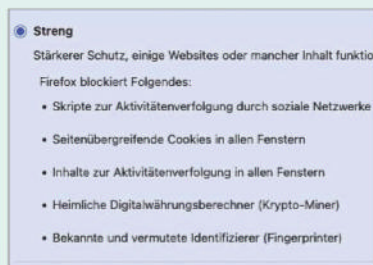 Streng
Stärkerer Schutz, einige Websites oder mancher Inhalt funktio
Firefox blockiert Folgendes:
• Skripte zur Aktivitätenverfolgung durch soziale Netzwerke
• Seitenübergreifende Cookies in allen Fenstern
• Inhalte zur Aktivitätenverfolgung in allen Fenstern
• Heimliche Digitalwährungsberechner (Krypto-Miner)
• Bekannte und vermutete Identifizierer (Fingerprinter)